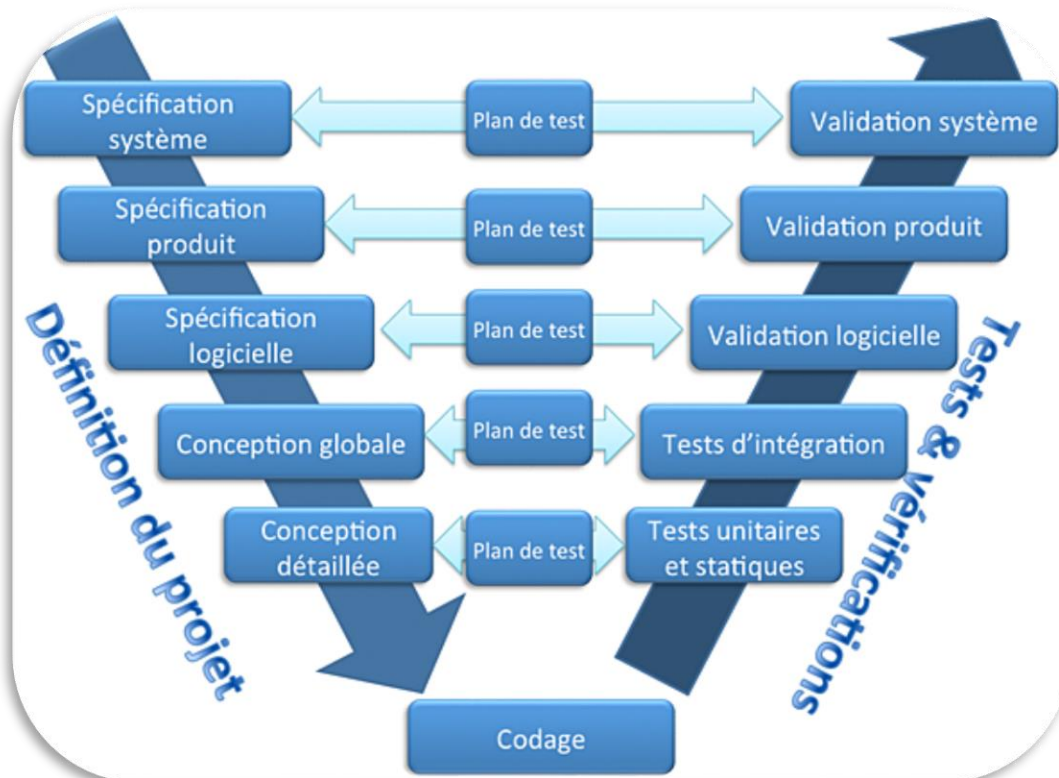 Spécification
système
Plan de test
Validation système
Spécification
produit
Plan de test
Validation produit
Spécification
logicielle
Plan de test
Validation logicielle
Conception globale
Plan de test
Tests d'intégration
Conception
détaillée
Plan de test
Tests unitaires
et statiques
Définition du projet
Tests & vérifications
Codage